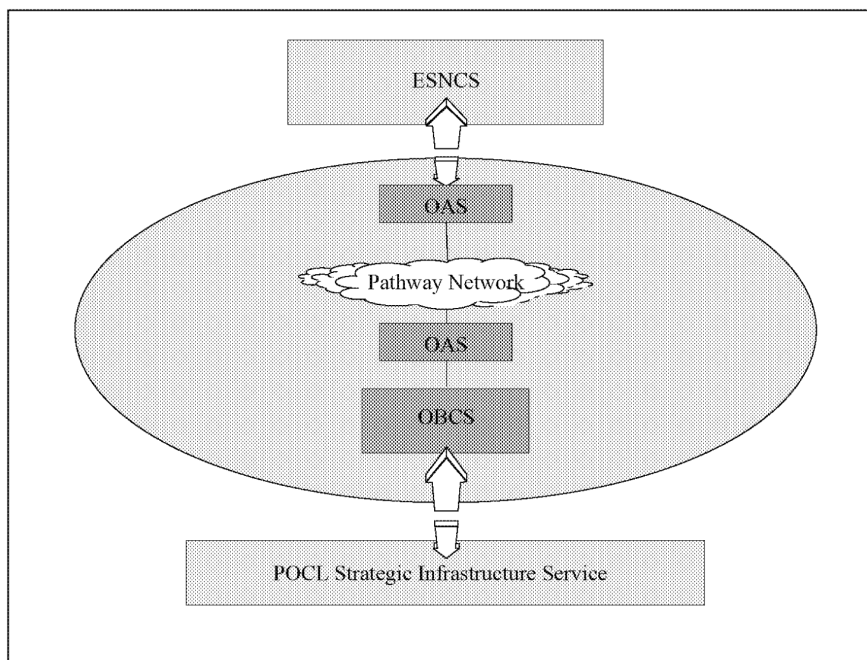 ESNCS
OAS
Pathway Network
OAS
OBCS
POCL Strategic Infrastructure Service